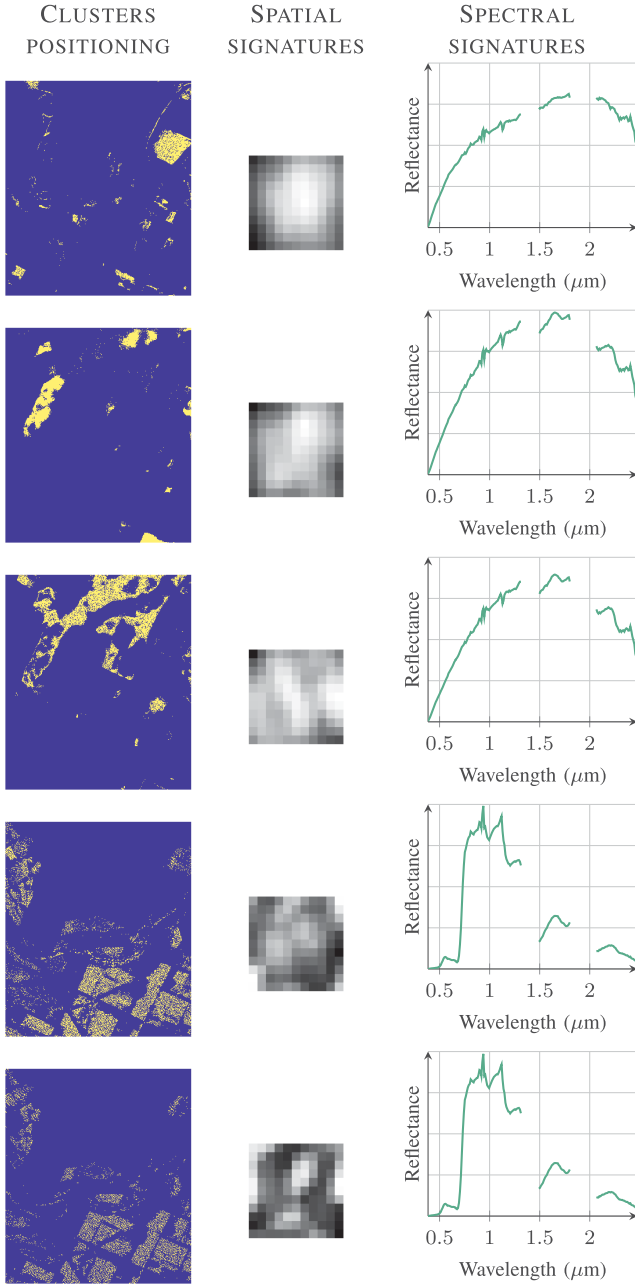 CLUSTERS
POSITIONING
SPATIAL
SIGNATURES
SPECTRAL
SIGNATURES
Reflectance
0.5 1 1.5 2
Wavelength (μm)
Reflectance
0.5 1 1.5 2
Wavelength (μm)
Reflectance
0.5 1 1.5 2
Wavelength (μm)
Reflectance
0.5 1 1.5 2
Wavelength (μm)
Reflectance
0.5 1 1.5 2
Wavelength (μm)